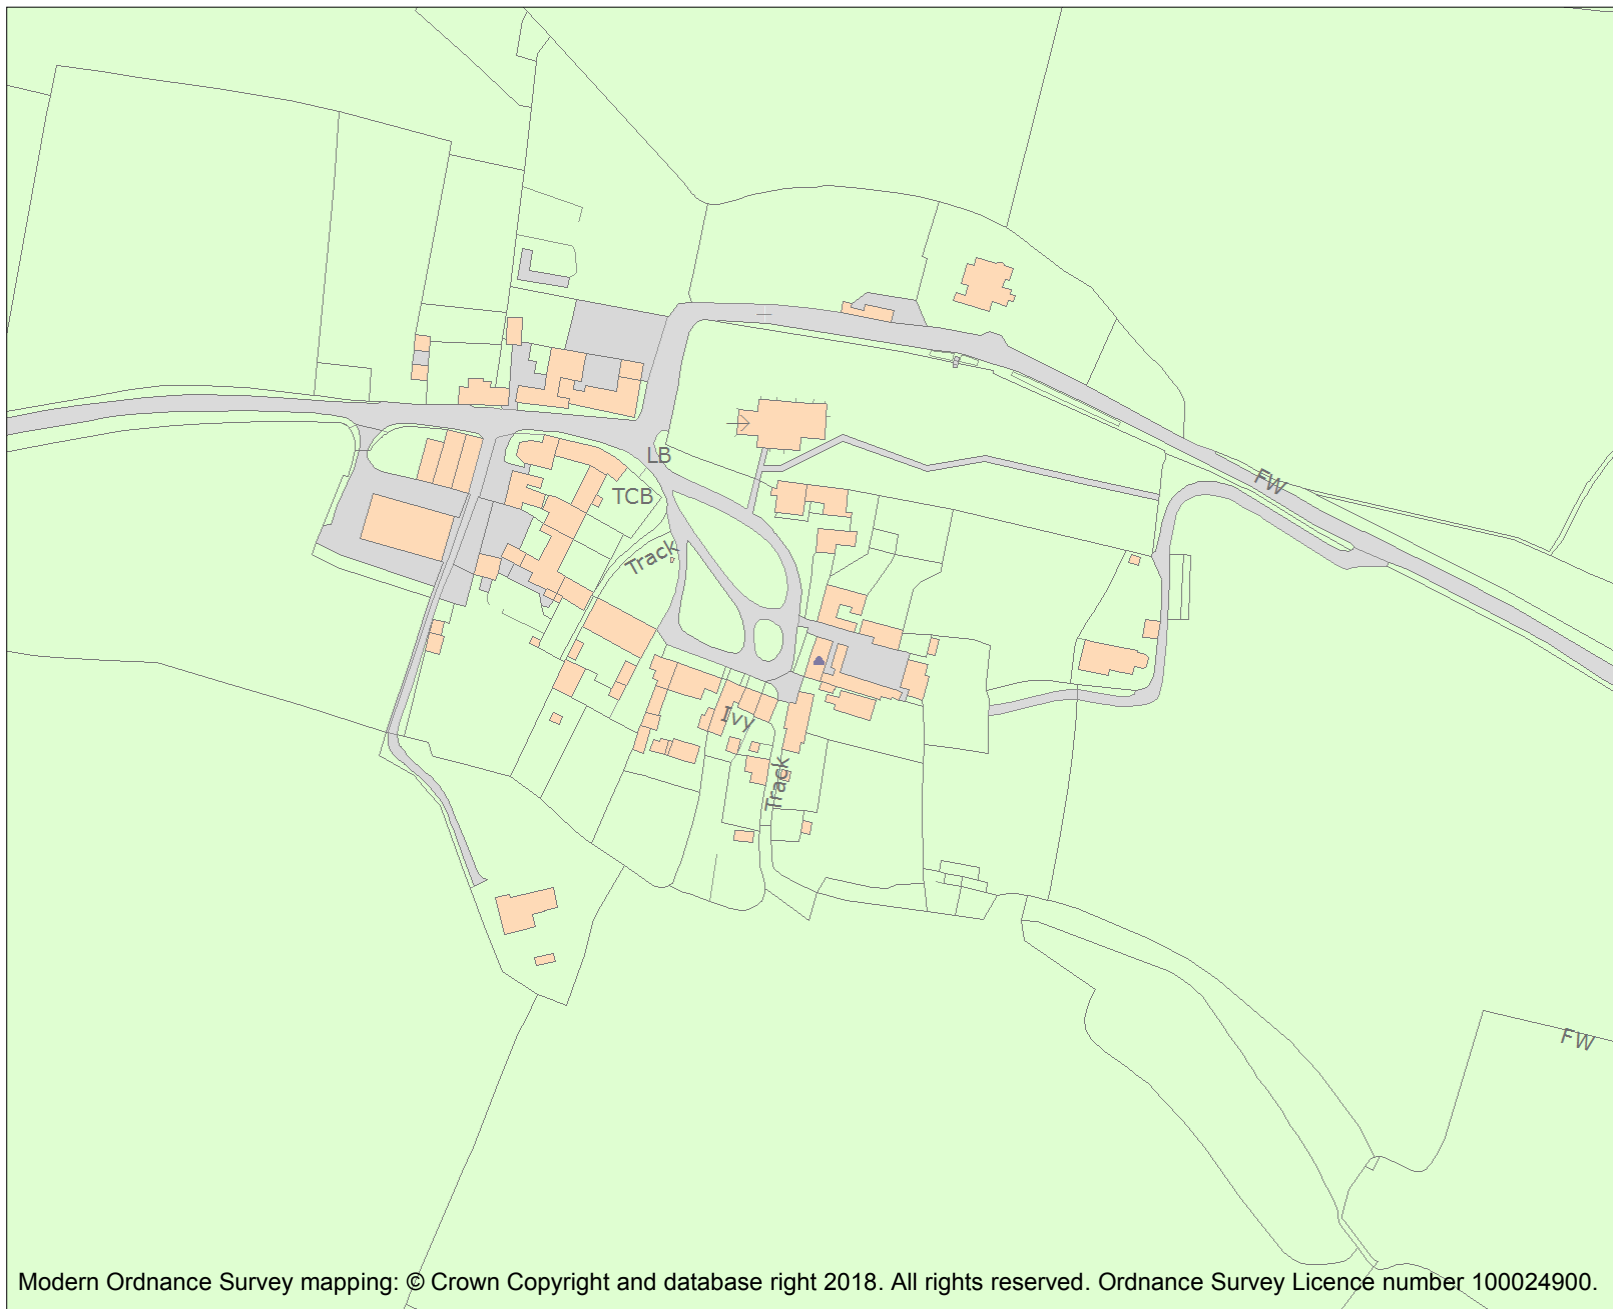 LB
FW
TCB
Track
Ivy
Track
FW
Modern Ordnance Survey mapping: © Crown Copyright and database right 2018. All rights reserved. Ordnance Survey Licence number 100024900.